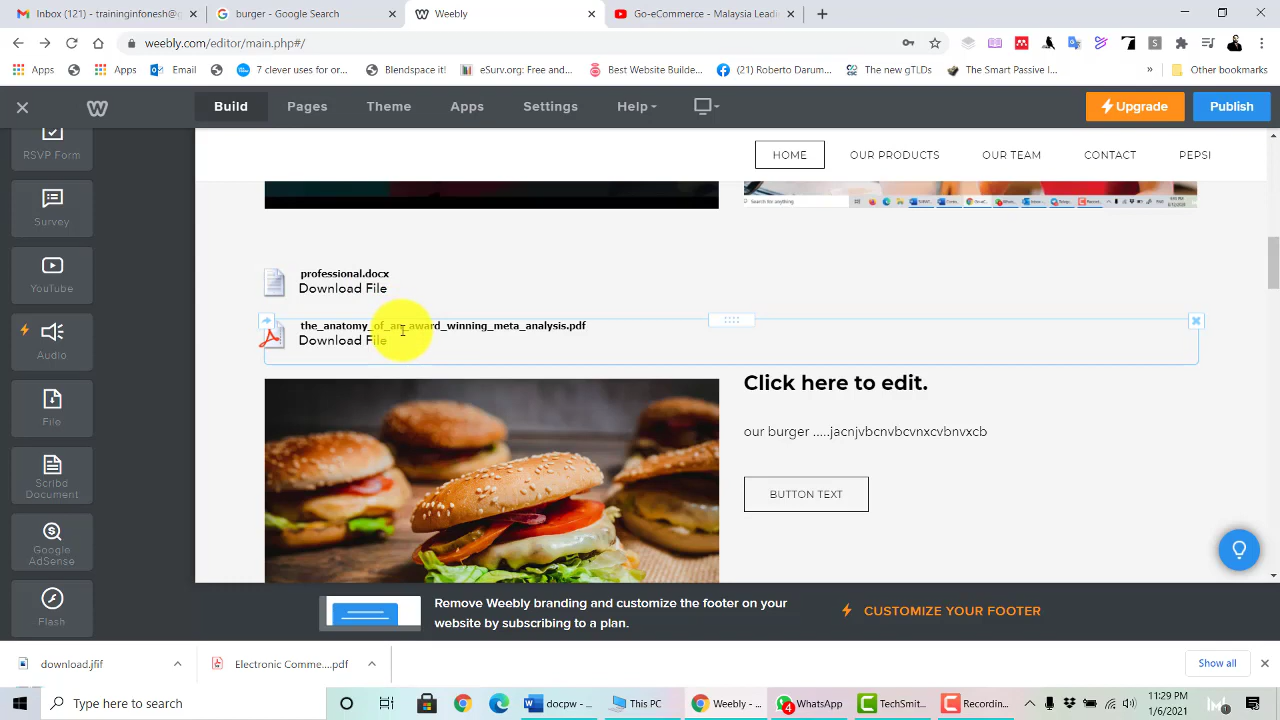 Inbox (121) - traininginfonesh@g
burger - Google Search
Weebly
Go-eCommerce - Malaysia Leadi
weebly.com/editor/main.php#/
Apps
Apps
Email
7 clever uses for or...
Blendspace it!
eSurv.org: Free and...
Best Website Builde...
(21) Roberto Darum...
The new gTLDs
The Smart Passive I...
»
Other bookmarks
Build
Pages
Theme
Apps
Settings
Help
Upgrade
Publish
RSVP Form
Survey
YouTube
Audio
File
Scribd
Document
Google
AdSense
Flash
HOME
OUR PRODUCTS
OUR TEAM
CONTACT
PEPSI
Search for anything
professional.docx
Download File
the_anatomy_of_an_award_winning_meta_analysis.pdf
Download File
Click here to edit.
our burger .....jacnjvbcnvbcvnxcvbnvxcb
BUTTON TEXT
Remove Weebly branding and customize the footer on your
website by subscribing to a plan.
CUSTOMIZE YOUR FOOTER
download.jfif
Electronic Comme....pdf
Show all
Type here to search
docpw - ...
This PC
Weebly - ...
4
WhatsApp
TechSmit...
Recordin...
ENG
11:29 PM
1/6/2021